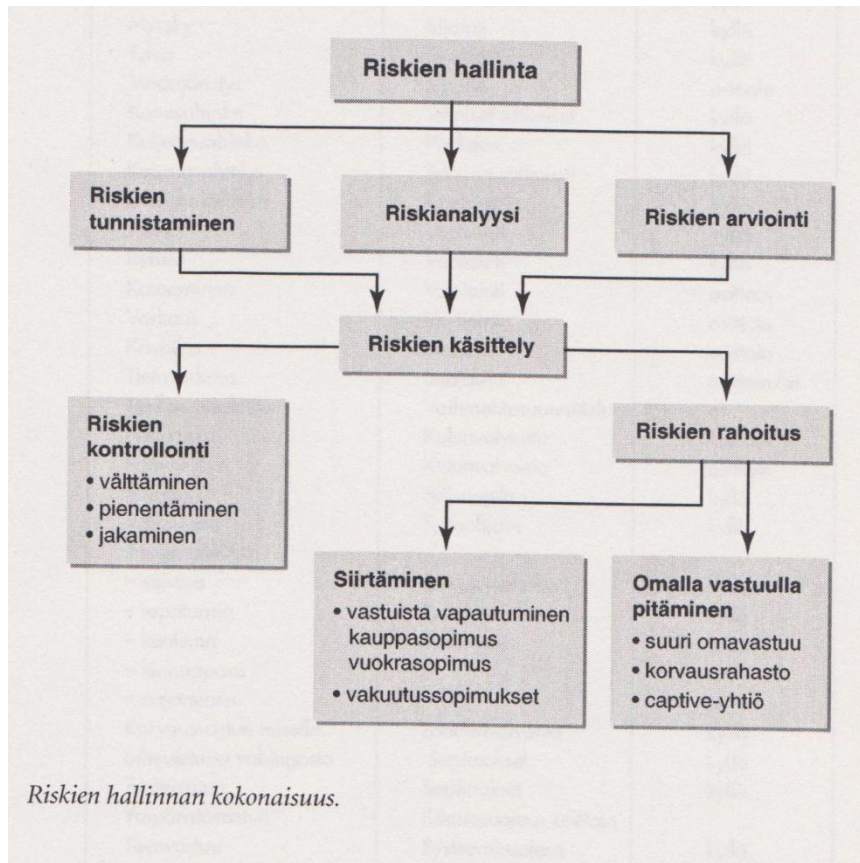 Riskien hallinta
Riskien
tunnistaminen
Riskianalyysi
Riskien arviointi
Riskien käsittely
Riskien
kontrollointi
• välttäminen
• pienentäminen
• jakaminen
Riskien rahoitus
Siirtäminen
• vastuista vapautuminen
kauppasopimus
vuokrasopimus
• vakuutussopimukset
Omalla vastuulla
pitäminen
• suuri omavastuu
• korvausrahasto
• captive-yhtiö
Riskien hallinnan kokonaisuus.